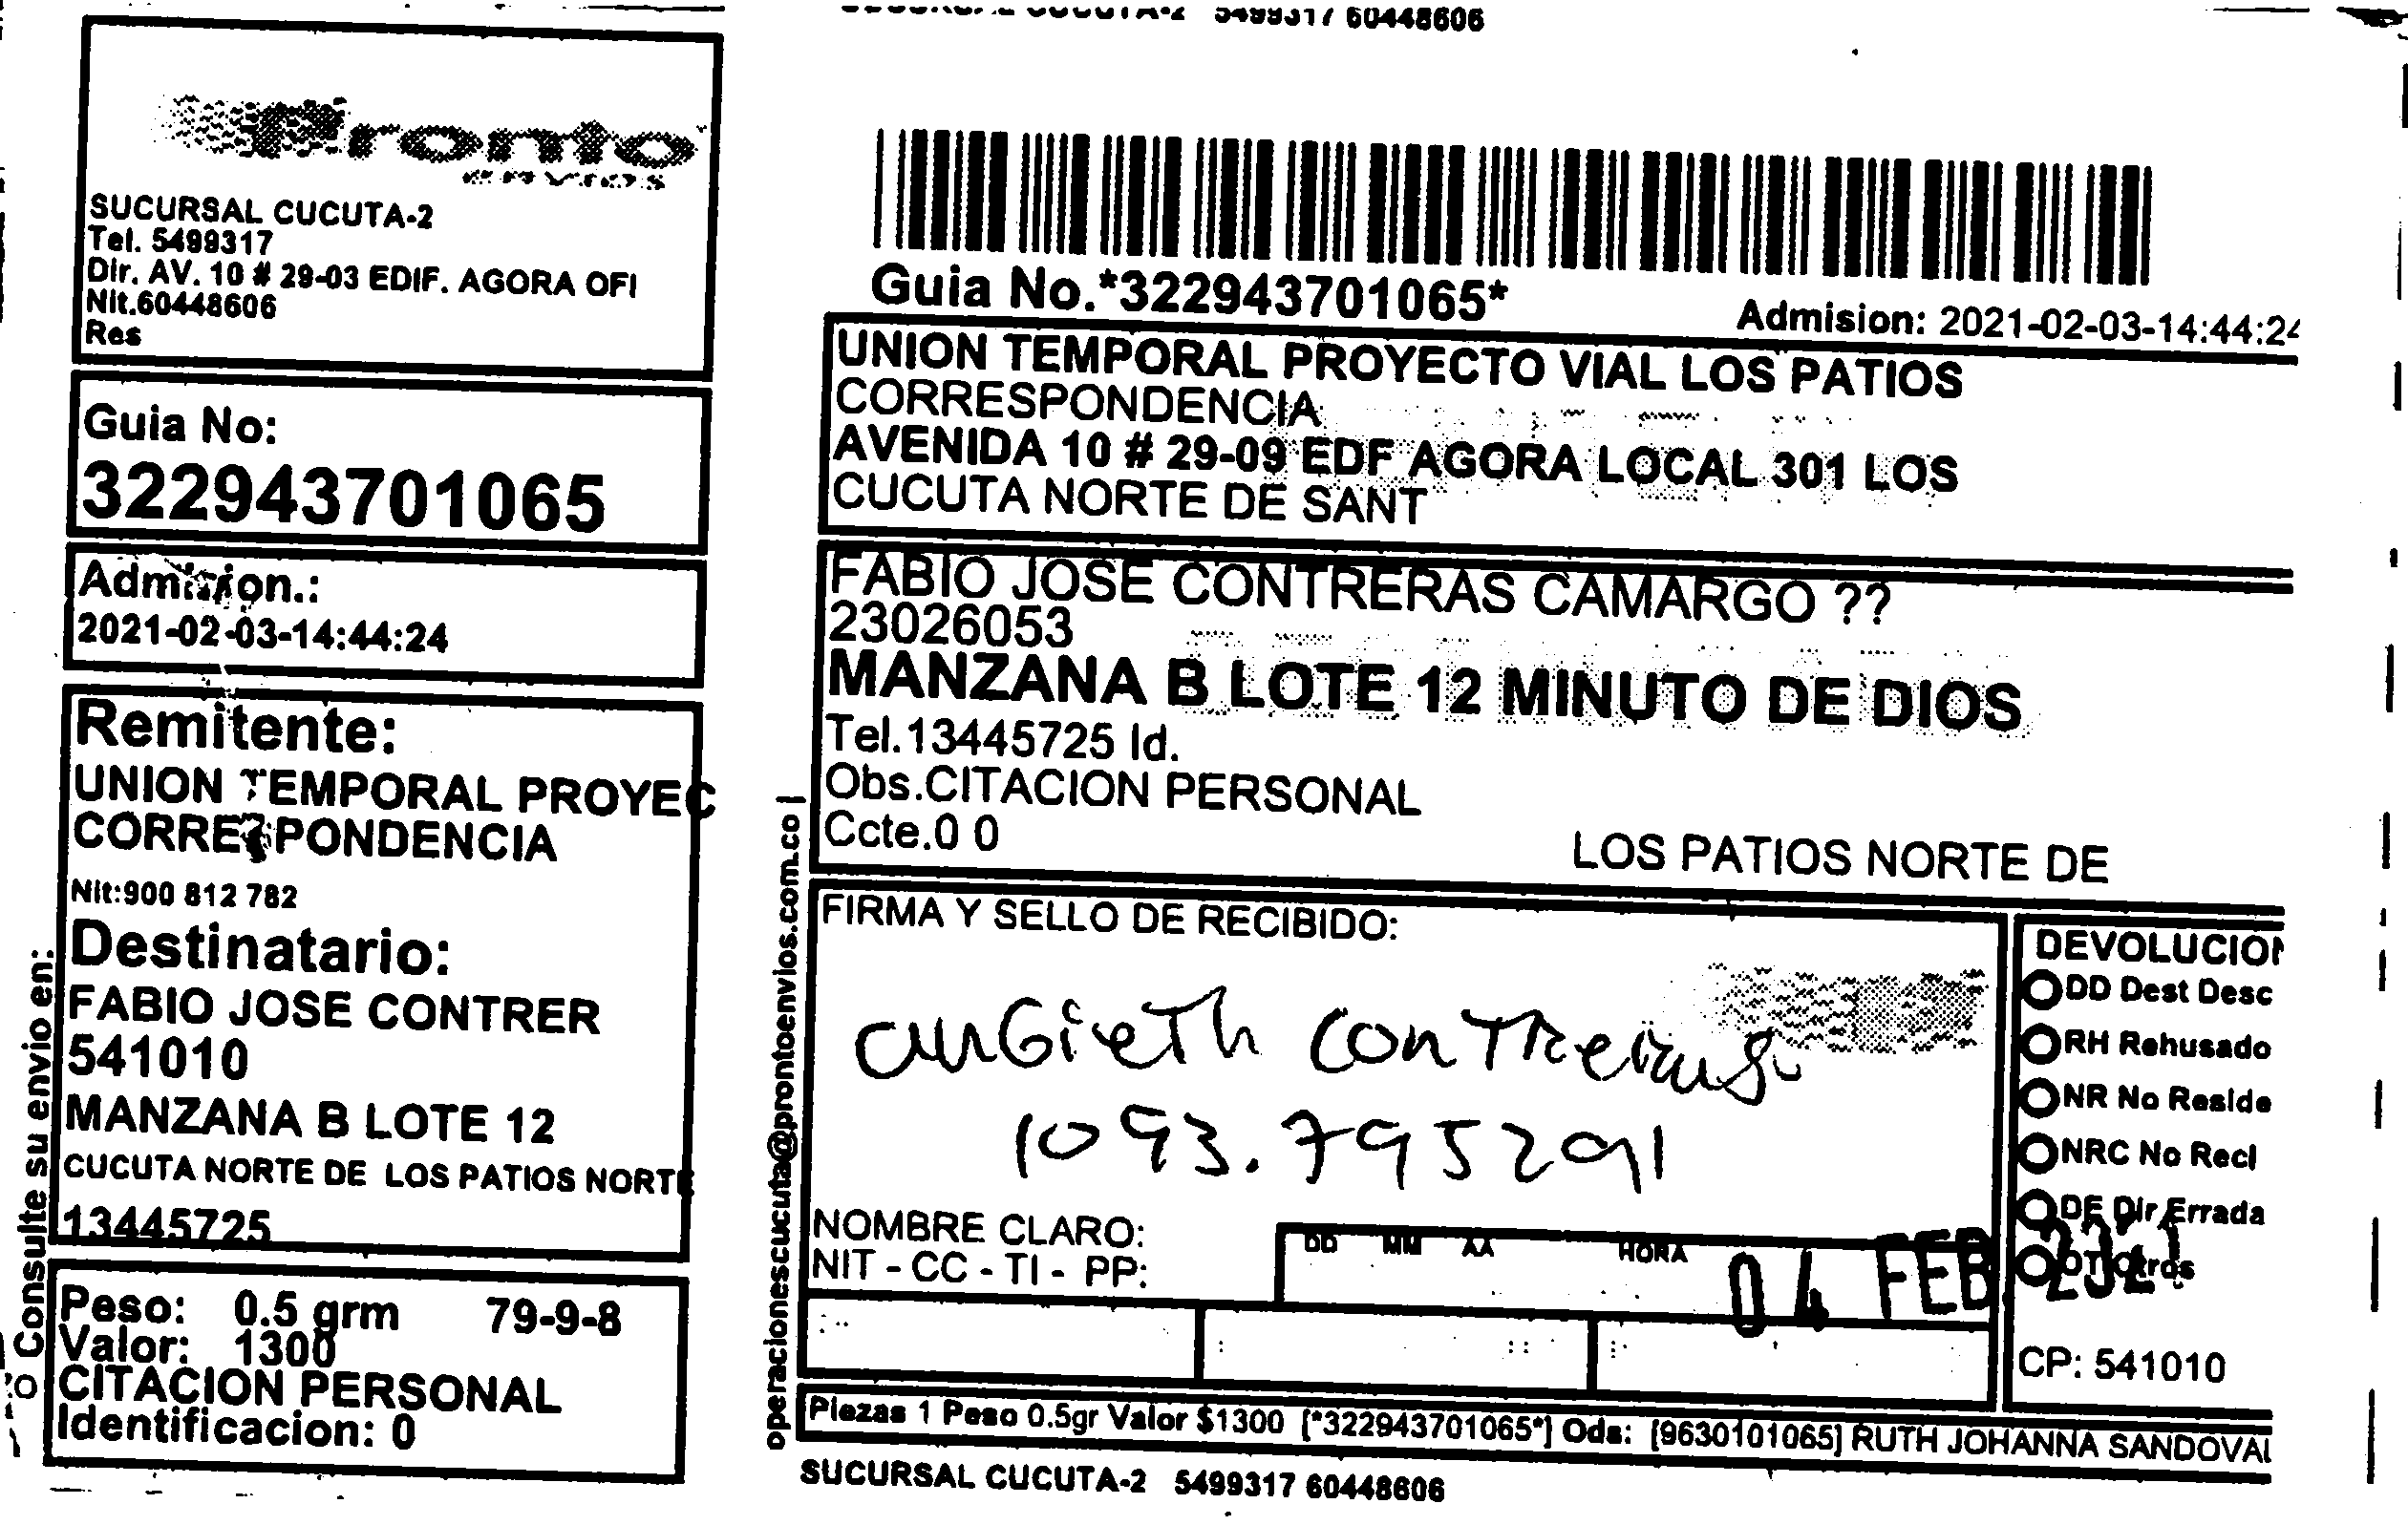 SUCURSAL CUCUTA-2 5499317 60448606
Pronto
envios
SUCURSAL CUCUTA-2
Tel. 5499317
Dir. AV. 10 # 29-03 EDIF. AGORA OFI
Nit.60448606
Res
Guia No:
322943701065
Admision.:
2021-02-03-14:44:24
Remitente:
UNION TEMPORAL PROYEC
CORRESPONDENCIA
Nit:900 812 782
Destinatario:
FABIO JOSE CONTRER
541010
MANZANA B LOTE 12
CUCUTA NORTE DE LOS PATIOS NORTE
13445725
Peso: 0.5 grm 79-9-8
Valor: 1300
CITACION PERSONAL
Identificacion: 0
Consulte su envio en:
Guia No.*322943701065*
Admision: 2021-02-03-14:44:24
UNION TEMPORAL PROYECTO VIAL LOS PATIOS
CORRESPONDENCIA
AVENIDA 10 # 29-09 EDF AGORA LOCAL 301 LOS
CUCUTA NORTE DE SANT
FABIO JOSE CONTRERAS CAMARGO ??
23026053
MANZANA B LOTE 12 MINUTO DE DIOS
Tel.13445725 Id.
Obs.CITACION PERSONAL
Ccte.0 0
LOS PATIOS NORTE DE
operacionescucuta@prontoenvios.com.co |
FIRMA Y SELLO DE RECIBIDO:
anGieTh conTReras
1093.795291
NOMBRE CLARO:
NIT - CC - TI - PP:
DD MM AA HORA
04 FEB 2021
DEVOLUCION
DD Dest Desc
RH Rehusado
NR No Reside
NRC No Recl
DE Dir Errada
OT Otros
CP: 541010
Piezas 1 Peso 0.5gr Valor $1300 [*322943701065*] Ods: [9630101065] RUTH JOHANNA SANDOVAL
SUCURSAL CUCUTA-2 5499317 60448606